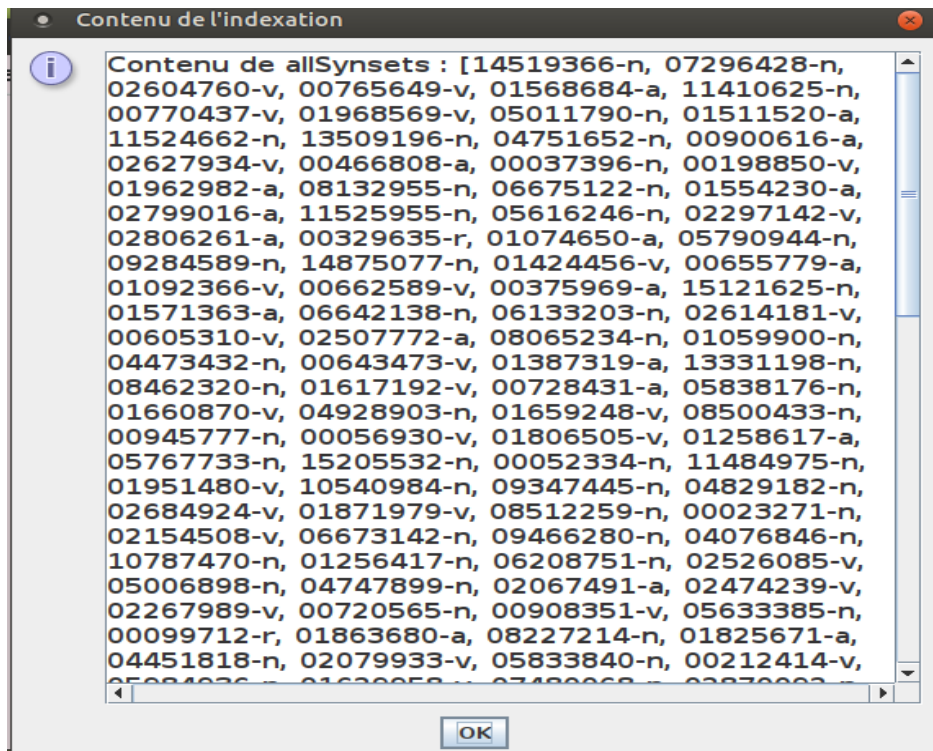 Contenu de l'indexation
i
Contenu de allSynsets : [14519366-n, 07296428-n,
02604760-v, 00765649-v, 01568684-a, 11410625-n,
00770437-v, 01968569-v, 05011790-n, 01511520-a,
11524662-n, 13509196-n, 04751652-n, 00900616-a,
02627934-v, 00466808-a, 00037396-n, 00198850-v,
01962982-a, 08132955-n, 06675122-n, 01554230-a,
02799016-a, 11525955-n, 05616246-n, 02297142-v,
02806261-a, 00329635-r, 01074650-a, 05790944-n,
09284589-n, 14875077-n, 01424456-v, 00655779-a,
01092366-v, 00662589-v, 00375969-a, 15121625-n,
01571363-a, 06642138-n, 06133203-n, 02614181-v,
00605310-v, 02507772-a, 08065234-n, 01059900-n,
04473432-n, 00643473-v, 01387319-a, 13331198-n,
08462320-n, 01617192-v, 00728431-a, 05838176-n,
01660870-v, 04928903-n, 01659248-v, 08500433-n,
00945777-n, 00056930-v, 01806505-v, 01258617-a,
05767733-n, 15205532-n, 00052334-n, 11484975-n,
01951480-v, 10540984-n, 09347445-n, 04829182-n,
02684924-v, 01871979-v, 08512259-n, 00023271-n,
02154508-v, 06673142-n, 09466280-n, 04076846-n,
10787470-n, 01256417-n, 06208751-n, 02526085-v,
05006898-n, 04747899-n, 02067491-a, 02474239-v,
02267989-v, 00720565-n, 00908351-v, 05633385-n,
00099712-r, 01863680-a, 08227214-n, 01825671-a,
04451818-n, 02079933-v, 05833840-n, 00212414-v,
OK